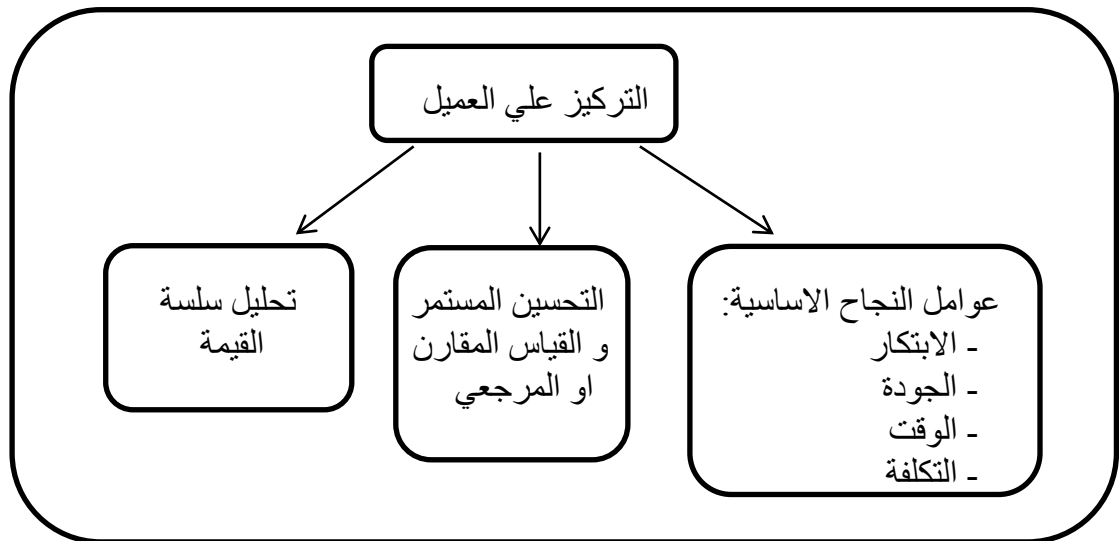 التركيز علي العميل
عوامل النجاح الاساسية:
- الابتكار
- الجودة
- الوقت
- التكلفة
التحسين المستمر
و القياس المقارن
او المرجعي
تحليل سلسة
القيمة